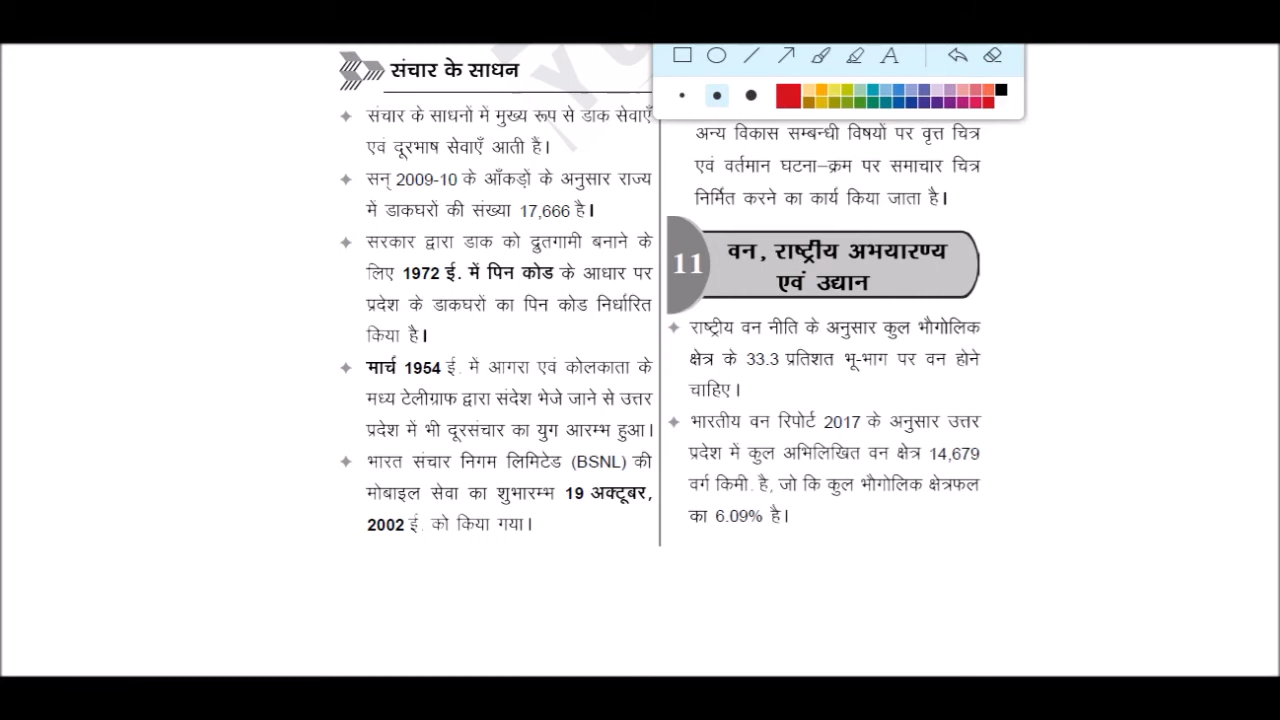 संचार के साधन
संचार के साधनों में मुख्य रूप से डाक सेवाएँ
एवं दूरभाष सेवाएँ आती हैं।
सन् 2009-10 के आँकड़ों के अनुसार राज्य
में डाकघरों की संख्या 17,666 है।
सरकार द्वारा डाक को द्रुतगामी बनाने के
लिए 1972 ई. में पिन कोड के आधार पर
प्रदेश के डाकघरों का पिन कोड निर्धारित
किया है।
मार्च 1954 ई. में आगरा एवं कोलकाता के
मध्य टेलीग्राफ द्वारा संदेश भेजे जाने से उत्तर
प्रदेश में भी दूरसंचार का युग आरम्भ हुआ।
भारत संचार निगम लिमिटेड (BSNL) की
मोबाइल सेवा का शुभारम्भ 19 अक्टूबर,
2002 ई. को किया गया।
A
अन्य विकास सम्बन्धी विषयों पर वृत्त चित्र
एवं वर्तमान घटना–क्रम पर समाचार चित्र
निर्मित करने का कार्य किया जाता है।
11
वन, राष्ट्रीय अभयारण्य
एवं उद्यान
राष्ट्रीय वन नीति के अनुसार कुल भौगोलिक
क्षेत्र के 33.3 प्रतिशत भू-भाग पर वन होने
चाहिए।
भारतीय वन रिपोर्ट 2017 के अनुसार उत्तर
प्रदेश में कुल अभिलिखित वन क्षेत्र 14,679
वर्ग किमी. है, जो कि कुल भौगोलिक क्षेत्रफल
का 6.09% है।